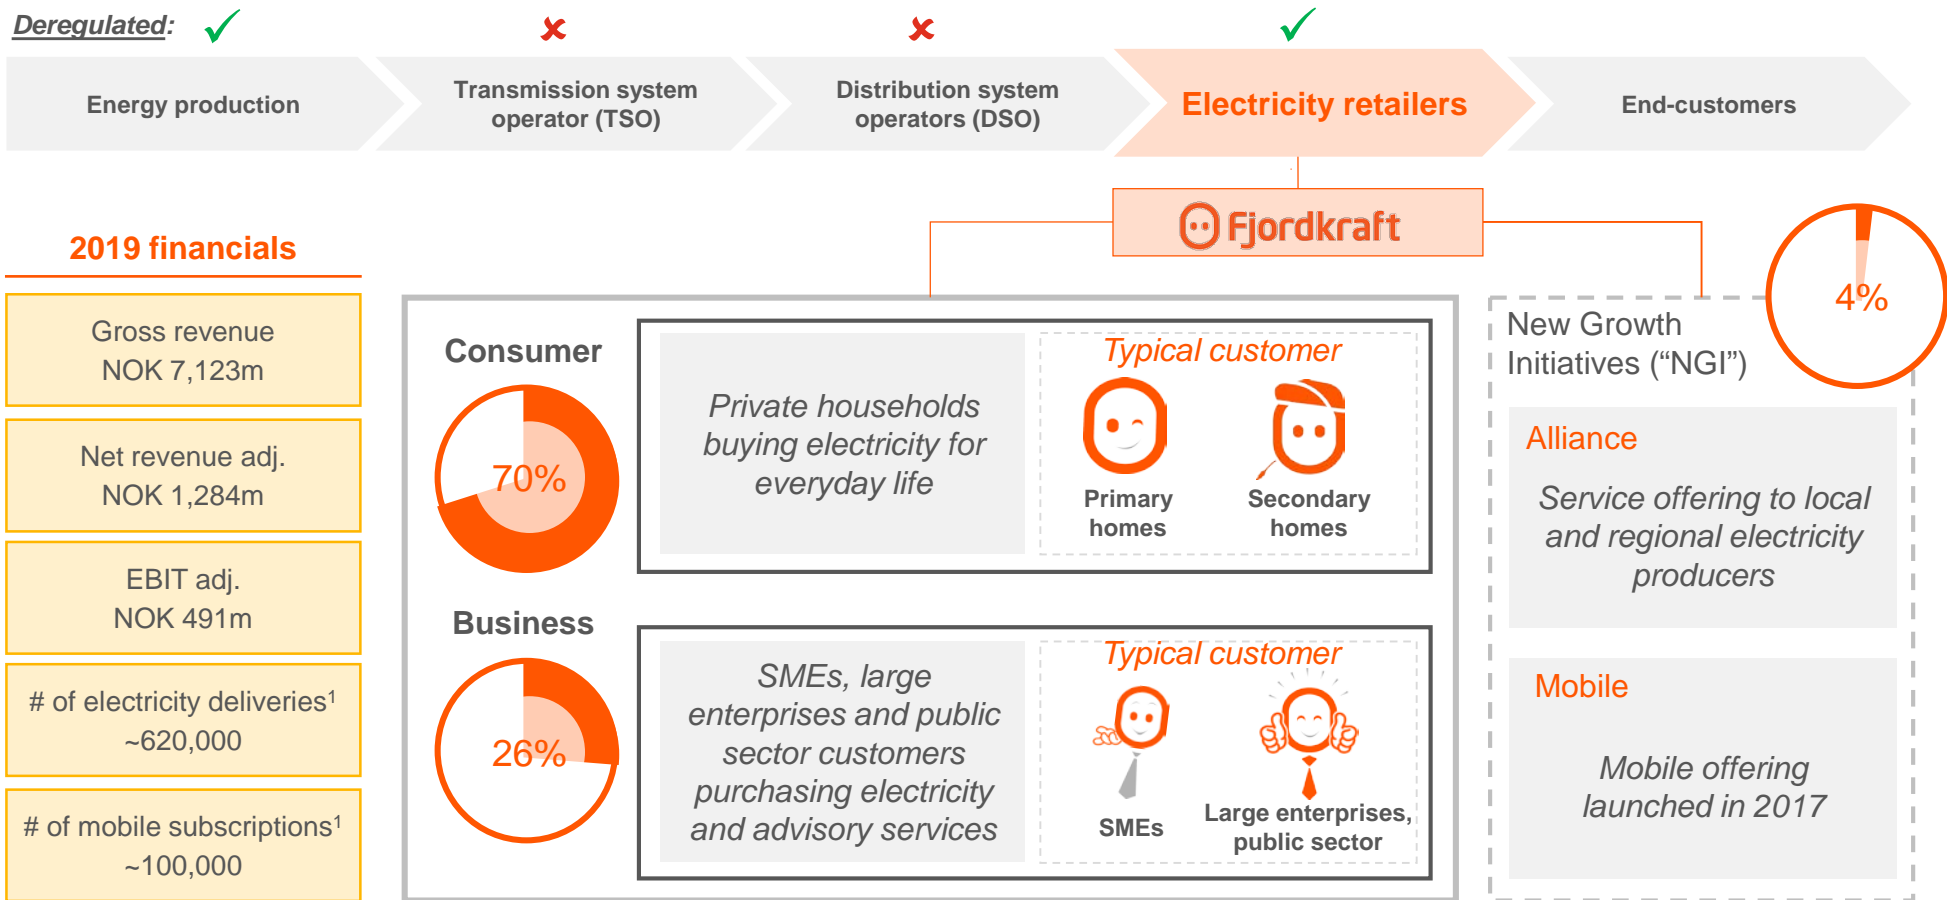 Deregulated:
Energy production
Transmission system
operator (TSO)
Distribution system
operators (DSO)
Electricity retailers
End-customers
Fjordkraft
2019 financials
Gross revenue
NOK 7,123m
Net revenue adj.
NOK 1,284m
EBIT adj.
NOK 491m
# of electricity deliveries¹
~620,000
# of mobile subscriptions¹
~100,000
Consumer
70%
Private households
buying electricity for
everyday life
Typical customer
Primary
homes
Secondary
homes
Business
26%
SMEs, large
enterprises and public
sector customers
purchasing electricity
and advisory services
Typical customer
SMEs
Large enterprises,
public sector
4%
New Growth
Initiatives (“NGI”)
Alliance
Service offering to local
and regional electricity
producers
Mobile
Mobile offering
launched in 2017